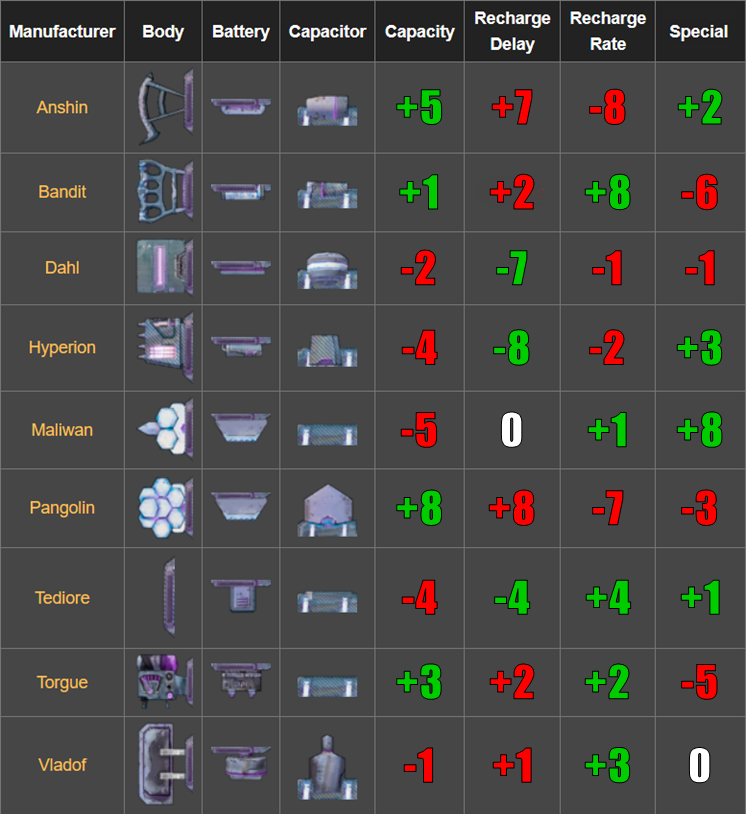 Manufacturer Body Battery Capacitor Capacity Recharge Delay Recharge Rate Special
Anshin +5 +7 -8 +2
Bandit +1 +2 +8 -6
Dahl -2 -7 -1 -1
Hyperion -4 -8 -2 +3
Maliwan -5 0 +1 +8
Pangolin +8 +8 -7 -3
Tediore -4 -4 +4 +1
Torgue +3 +2 +2 -5
Vladof -1 +1 +3 0